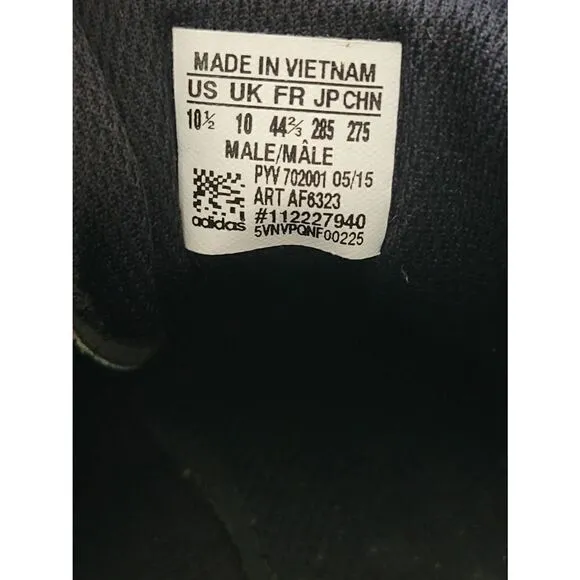 MADE IN VIETNAM
US UK FR JP CHN
10½ 10 44⅔ 285 275
MALE/MÂLE
PYV 702001 05/15
ART AF6323
#112227940
adidas 5VNVPQNF00225